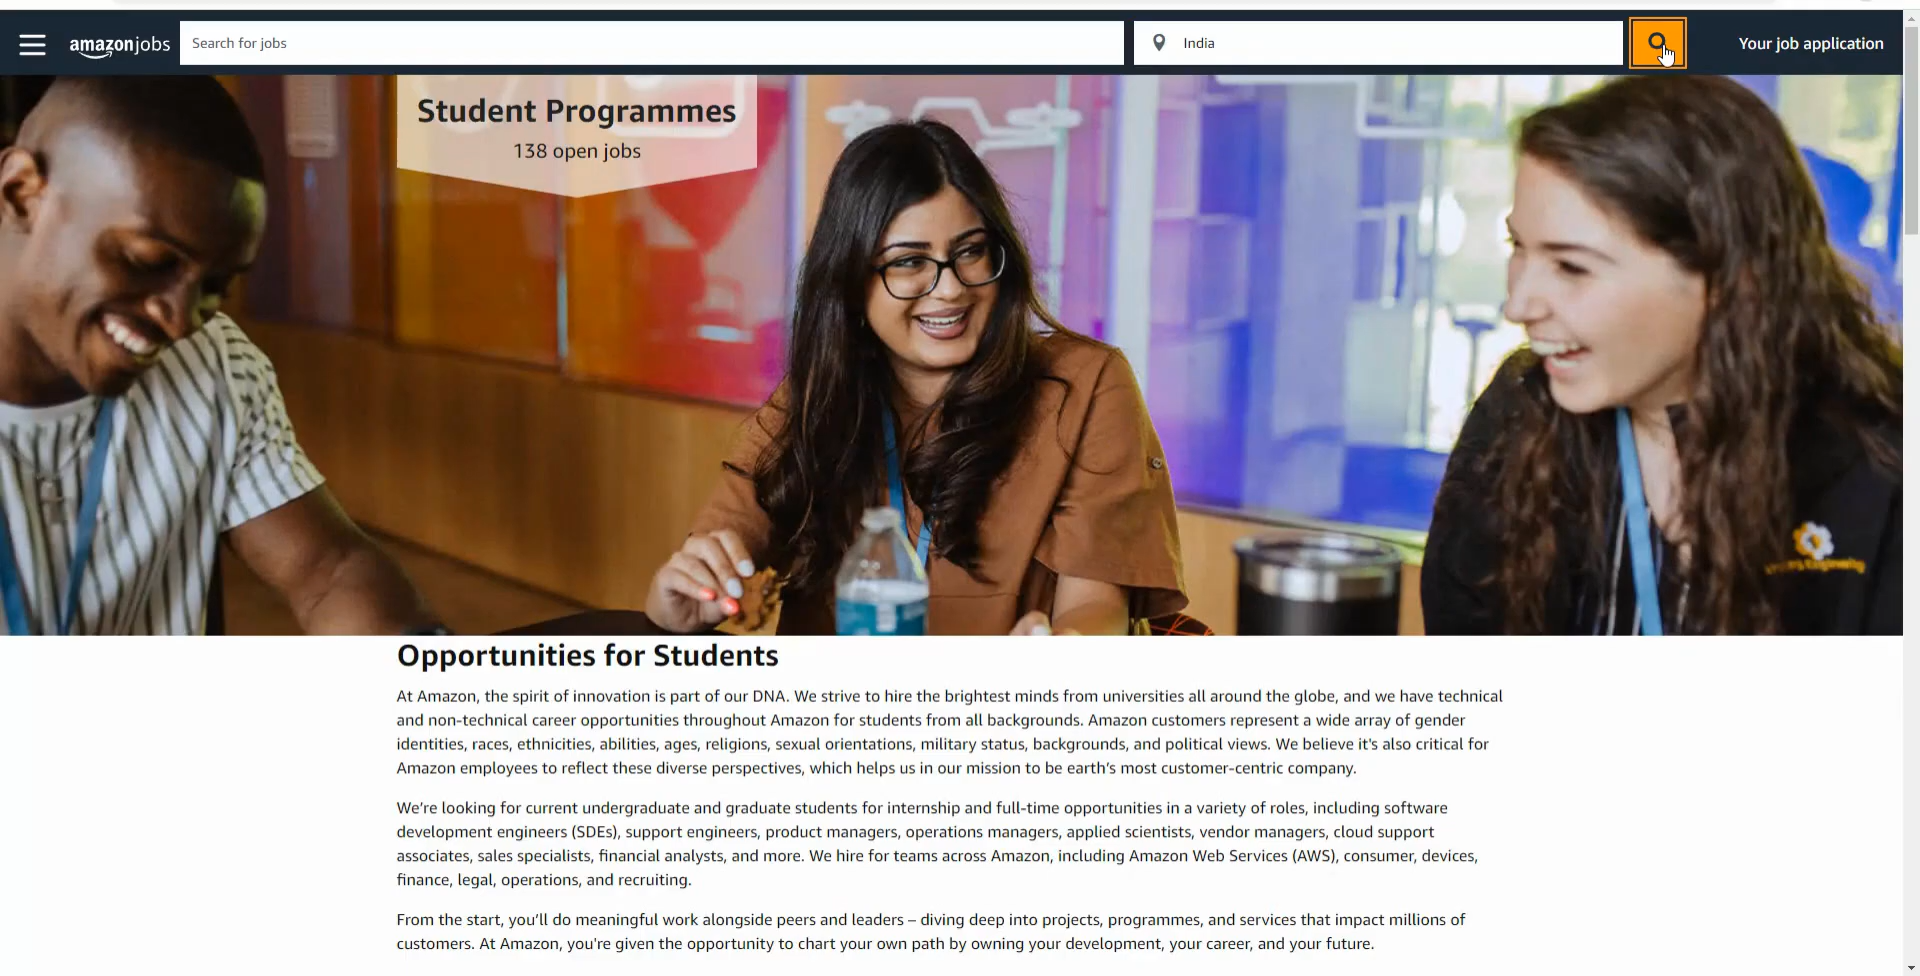 amazonjobs
Search for jobs
India
Your job application
Student Programmes
138 open jobs
Opportunities for Students
At Amazon, the spirit of innovation is part of our DNA. We strive to hire the brightest minds from universities all around the globe, and we have technical
and non-technical career opportunities throughout Amazon for students from all backgrounds. Amazon customers represent a wide array of gender
identities, races, ethnicities, abilities, ages, religions, sexual orientations, military status, backgrounds, and political views. We believe it's also critical for
Amazon employees to reflect these diverse perspectives, which helps us in our mission to be earth’s most customer-centric company.
We’re looking for current undergraduate and graduate students for internship and full-time opportunities in a variety of roles, including software
development engineers (SDEs), support engineers, product managers, operations managers, applied scientists, vendor managers, cloud support
associates, sales specialists, financial analysts, and more. We hire for teams across Amazon, including Amazon Web Services (AWS), consumer, devices,
finance, legal, operations, and recruiting.
From the start, you’ll do meaningful work alongside peers and leaders – diving deep into projects, programmes, and services that impact millions of
customers. At Amazon, you're given the opportunity to chart your own path by owning your development, your career, and your future.